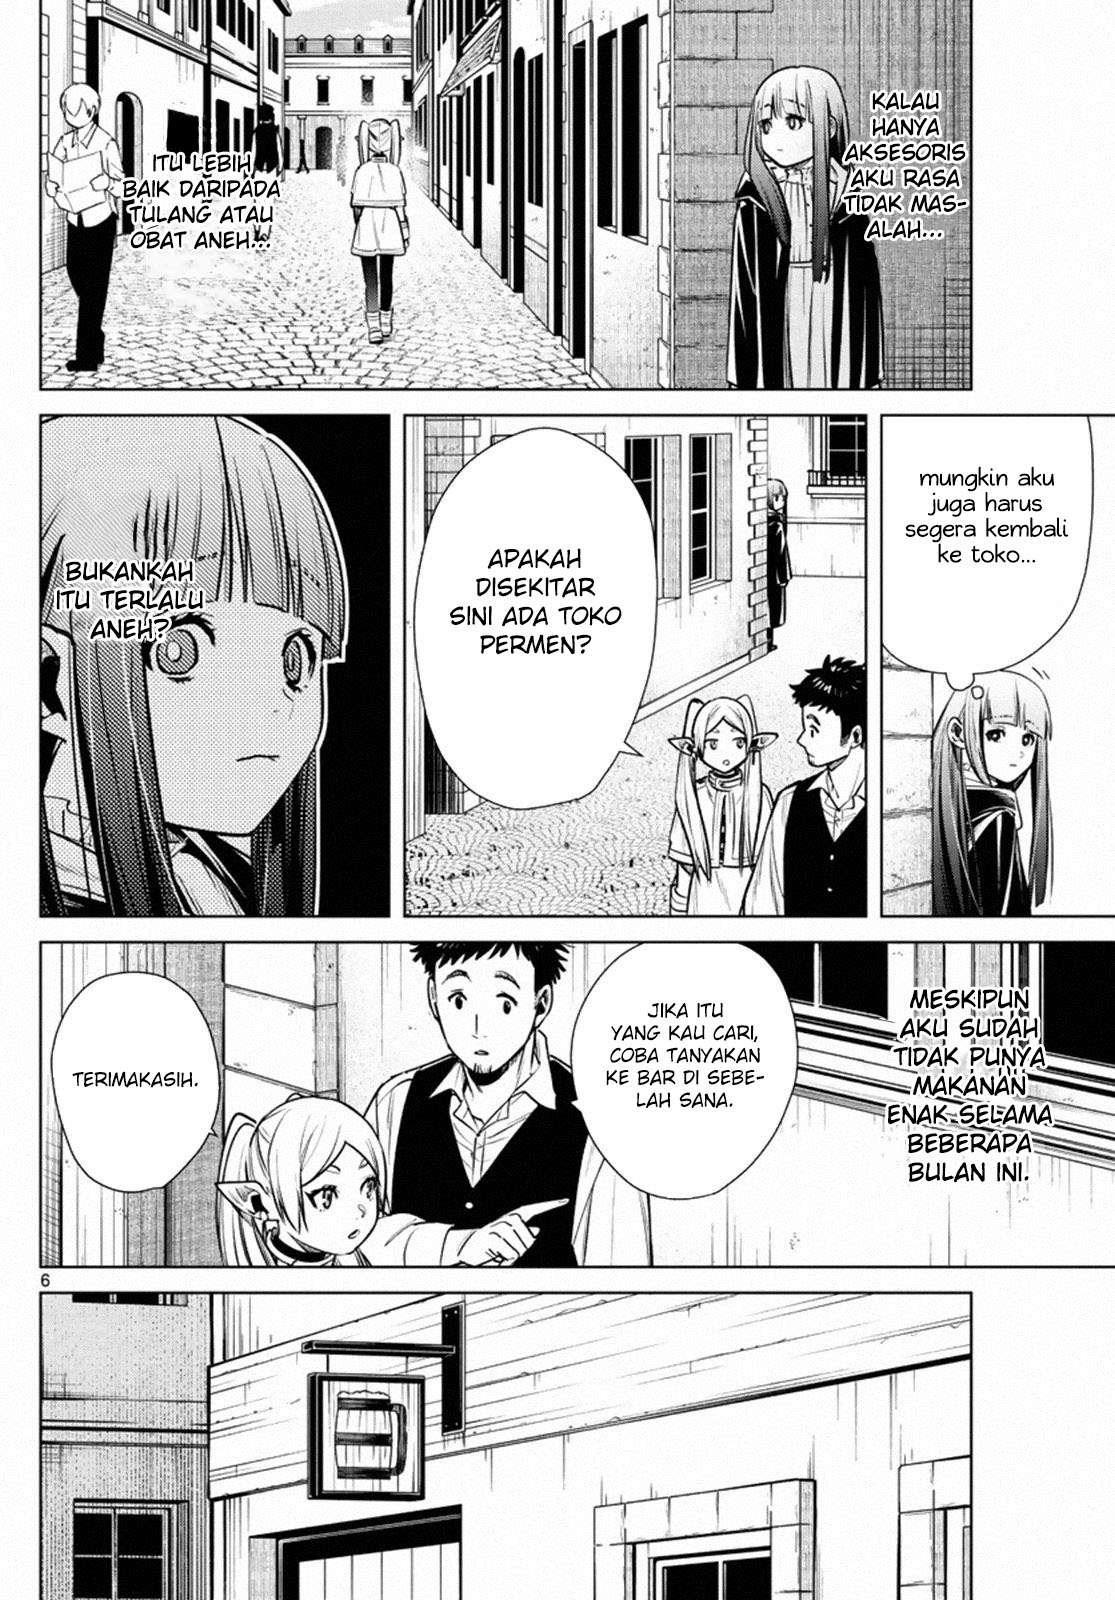 KALAU
HANYA
AKSESORIS
AKU RASA
TIDAK MAS-
ALAH...
ITU LEBIH
BAIK DARIPADA
TULANG ATAU
OBAT ANEH...
mungkin aku
juga harus
segera kembali
ke toko...
APAKAH
DISEKITAR
SINI ADA TOKO
PERMEN?
BUKANKAH
ITU TERLALU
ANEH?
MESKIPUN
AKU SUDAH
TIDAK PUNYA
MAKANAN
ENAK SELAMA
BEBERAPA
BULAN INI.
JIKA ITU
YANG KAU CARI,
COBA TANYAKAN
KE BAR DI SEBE-
LAH SANA.
TERIMAKASIH.
6